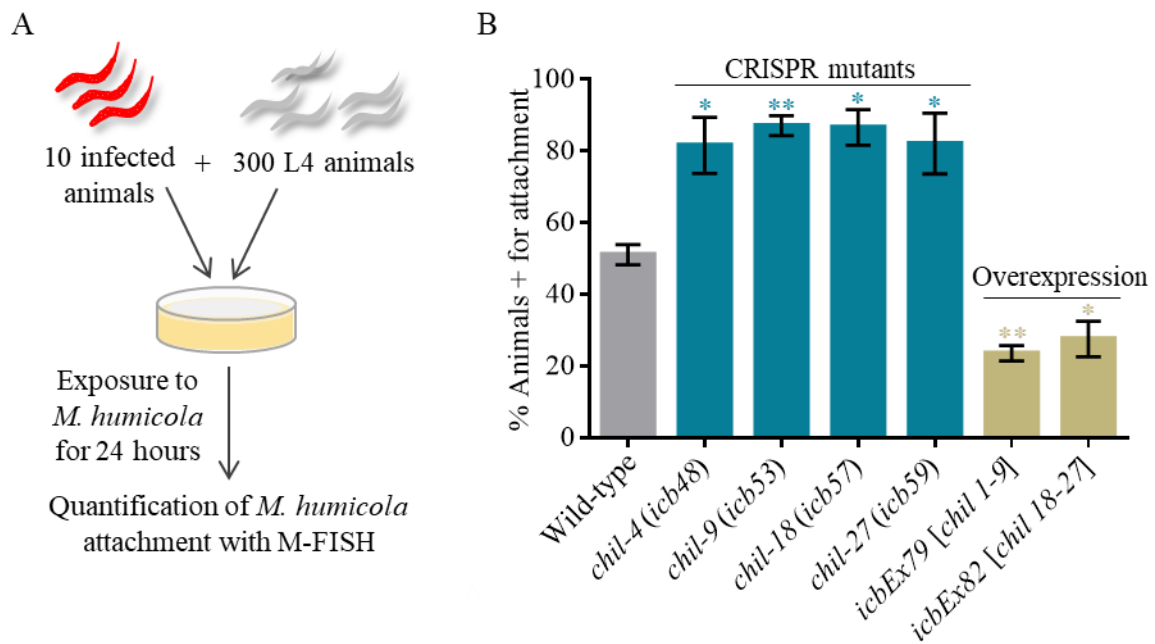 A
10 infected
animals
+
300 L4 animals
Exposure to
M. humicola
for 24 hours
Quantification of M. humicola
attachment with M-FISH
B
% Animals + for attachment
100
80
60
40
20
0
CRISPR mutants
*
**
*
*
Overexpression
**
*
Wild-type
chil-4 (icb48)
chil-9 (icb53)
chil-18 (icb57)
chil-27 (icb59)
icbEx79 [chil 1-9]
icbEx82 [chil 18-27]